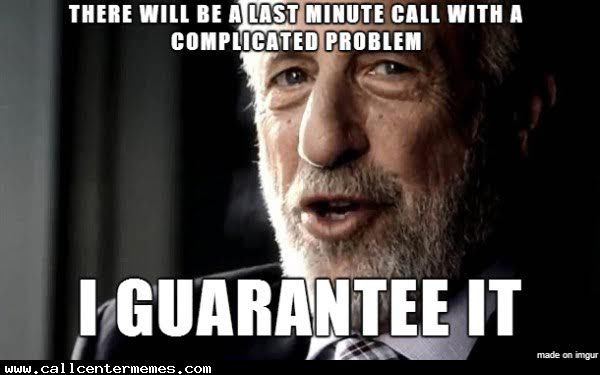 THERE WILL BE A LAST MINUTE CALL WITH A
COMPLICATED PROBLEM
I GUARANTEE IT
made on imgur
www.callcentermemes.com